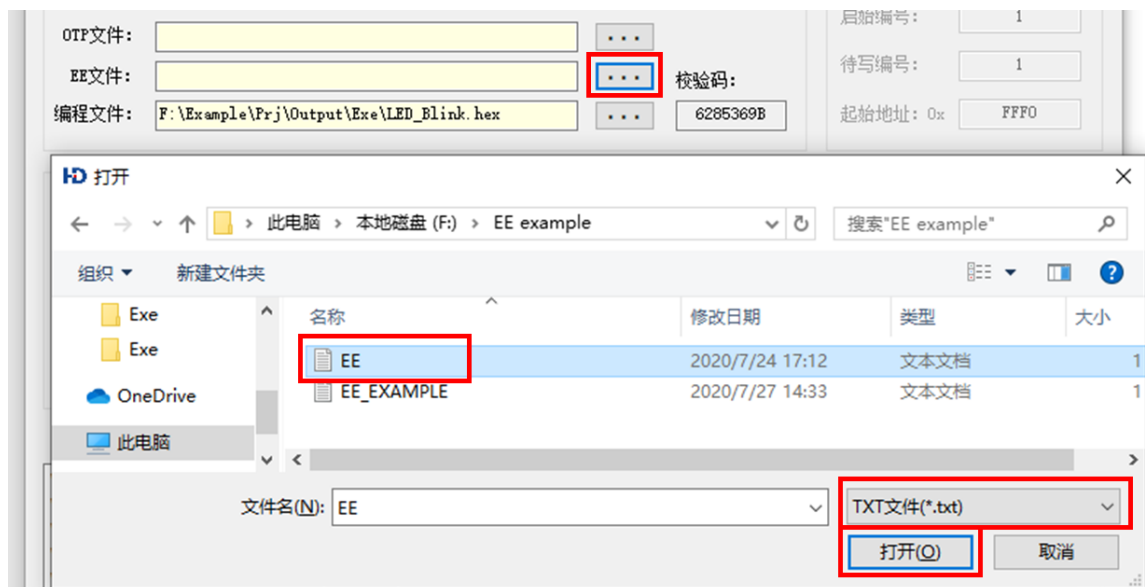 启始编号: 1
OTP文件: ...
EE文件: ... 校验码:
待写编号: 1
编程文件: F:\Example\Prj\Output\Exe\LED_Blink.hex ... 6285369B
起始地址: 0x FFF0
HD 打开
此电脑 › 本地磁盘 (F:) › EE example
搜索"EE example"
组织 新建文件夹
Exe
Exe
OneDrive
此电脑
名称 修改日期 类型 大小
EE 2020/7/24 17:12 文本文档 1
EE_EXAMPLE 2020/7/27 14:33 文本文档 1
文件名(N): EE TXT文件(*.txt)
打开(O) 取消